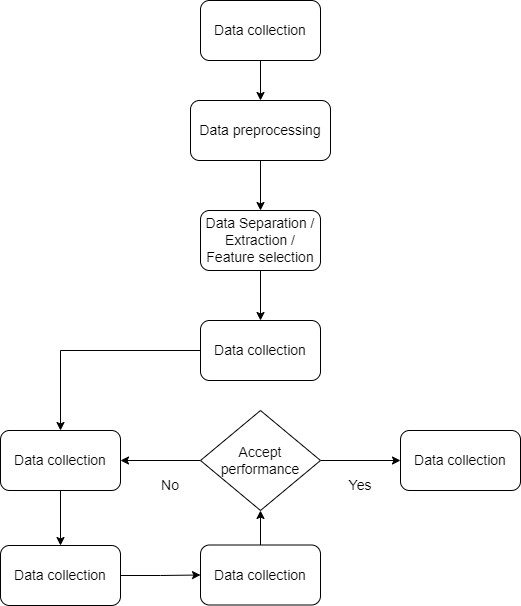 Data collection
Data preprocessing
Data Separation /
Extraction /
Feature selection
Data collection
Data collection
Accept
performance
Data collection
No
Yes
Data collection
Data collection